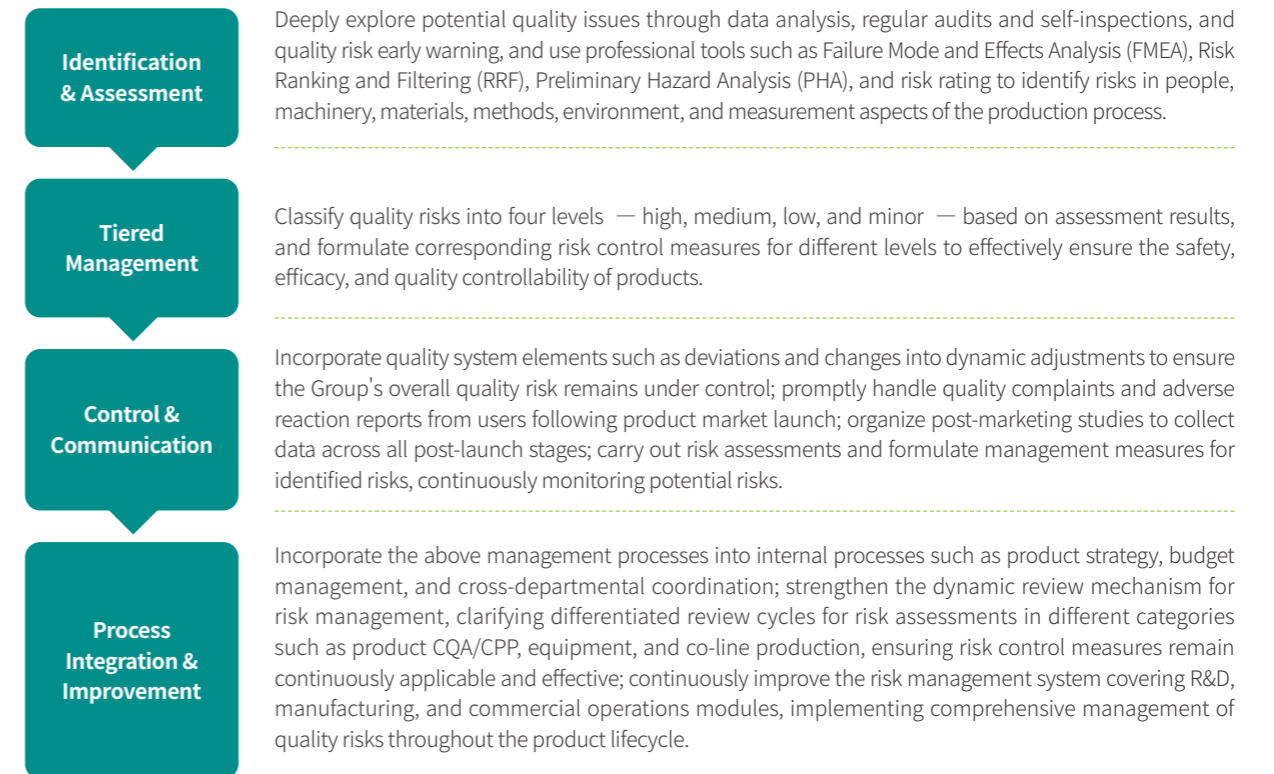 Identification
& Assessment
Deeply explore potential quality issues through data analysis, regular audits and self-inspections, and
quality risk early warning, and use professional tools such as Failure Mode and Effects Analysis (FMEA), Risk
Ranking and Filtering (RRF), Preliminary Hazard Analysis (PHA), and risk rating to identify risks in people,
machinery, materials, methods, environment, and measurement aspects of the production process.
Tiered
Management
Classify quality risks into four levels — high, medium, low, and minor — based on assessment results,
and formulate corresponding risk control measures for different levels to effectively ensure the safety,
efficacy, and quality controllability of products.
Control &
Communication
Incorporate quality system elements such as deviations and changes into dynamic adjustments to ensure
the Group's overall quality risk remains under control; promptly handle quality complaints and adverse
reaction reports from users following product market launch; organize post-marketing studies to collect
data across all post-launch stages; carry out risk assessments and formulate management measures for
identified risks, continuously monitoring potential risks.
Process
Integration &
Improvement
Incorporate the above management processes into internal processes such as product strategy, budget
management, and cross-departmental coordination; strengthen the dynamic review mechanism for
risk management, clarifying differentiated review cycles for risk assessments in different categories
such as product CQA/CPP, equipment, and co-line production, ensuring risk control measures remain
continuously applicable and effective; continuously improve the risk management system covering R&D,
manufacturing, and commercial operations modules, implementing comprehensive management of
quality risks throughout the product lifecycle.